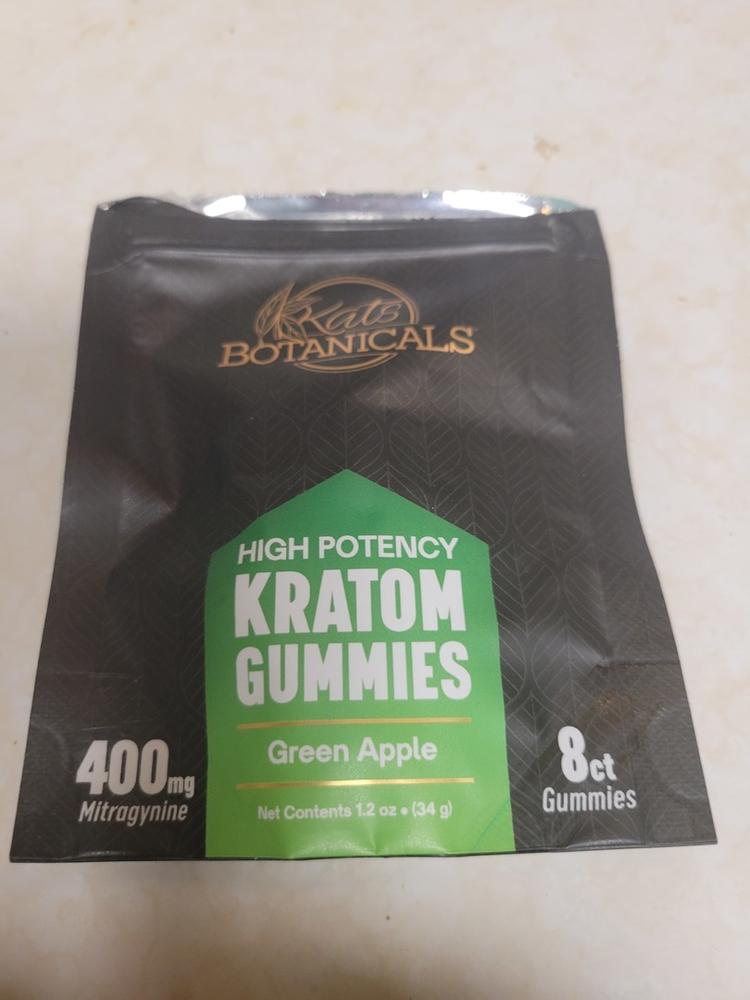 Kats
BOTANICALS
HIGH POTENCY
KRATOM
GUMMIES
Green Apple
Net Contents 1.2 oz • (34 g)
400mg
Mitragynine
8ct
Gummies